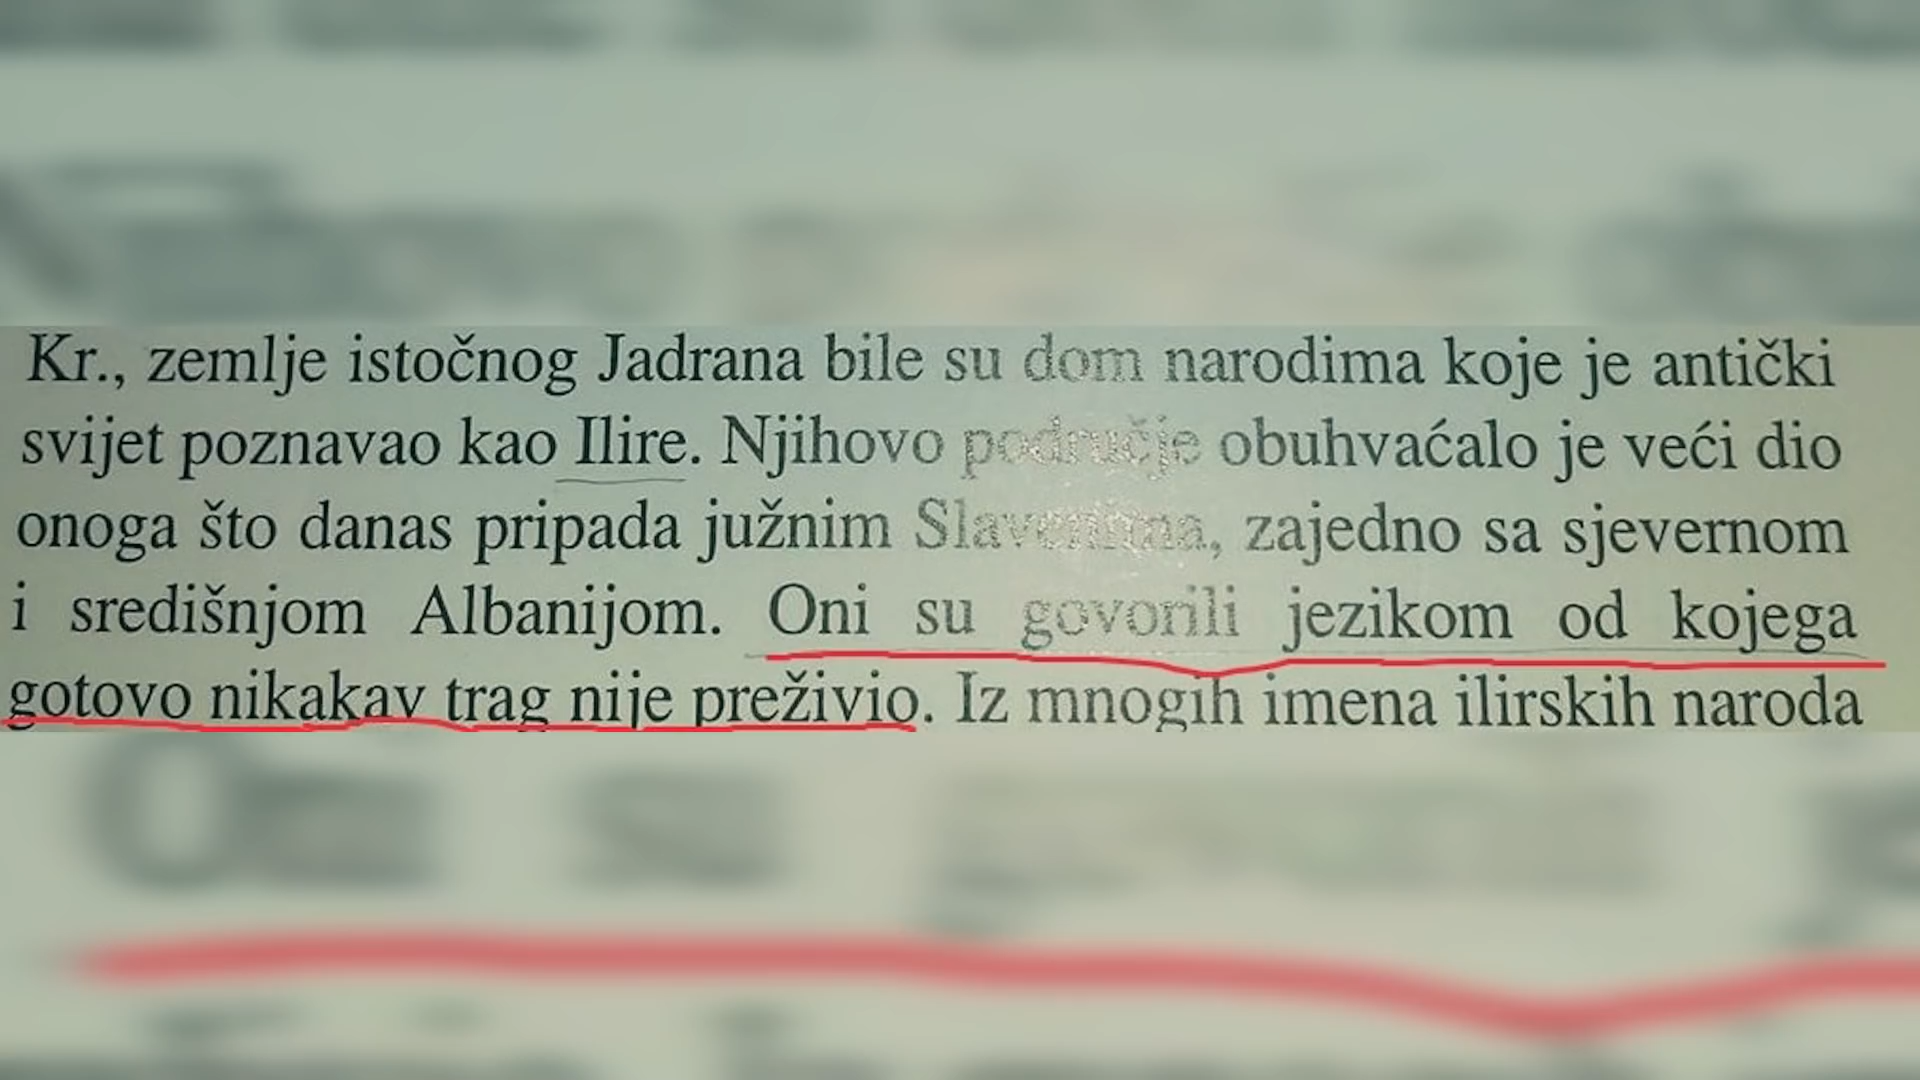 Kr., zemlje istočnog Jadrana bile su dom narodima koje je antički
svijet poznavao kao Ilire. Njihovo područje obuhvaćalo je veći dio
onoga što danas pripada južnim Slavenima, zajedno sa sjevernom
i središnjom Albanijom. Oni su govorili jezikom od kojega
gotovo nikakav trag nije preživio. Iz mnogih imena ilirskih naroda